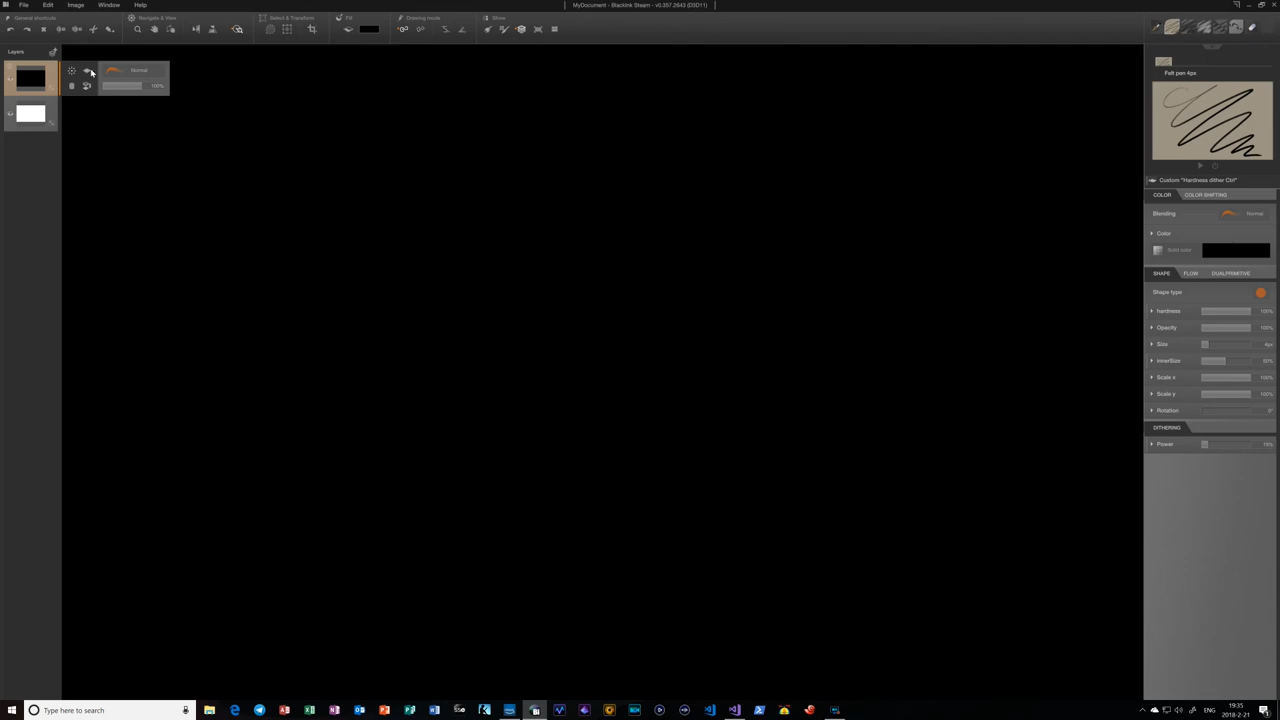 File Edit Image Window Help
MyDocument - BlackInk Steam - v0.357.2643 (D3D11)
General shortcuts Navigate & View Select & Transform Fill Drawing mode Show
Layers
Normal
100%
Felt pen 4px
Custom "Hardness dither Ctrl"
COLOR COLOR SHIFTING
Blending Normal
Color
Solid color
SHAPE FLOW DUALPRIMITIVE
Shape type
hardness 100%
Opacity 100%
Size 4px
innerSize 50%
Scale x 100%
Scale y 100%
Rotation 0°
DITHERING
Power
Type here to search
ENG
19:35
2018-2-21